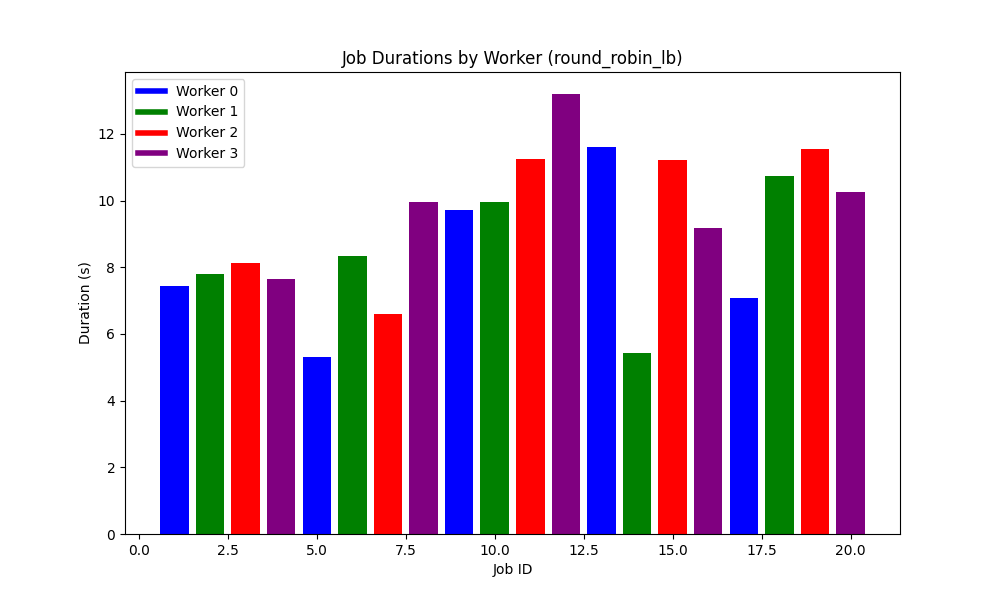 Job Durations by Worker (round_robin_lb)
Worker 0
Worker 1
Worker 2
Worker 3
Duration (s)
12
10
8
6
4
2
0
0.0 2.5 5.0 7.5 10.0 12.5 15.0 17.5 20.0
Job ID